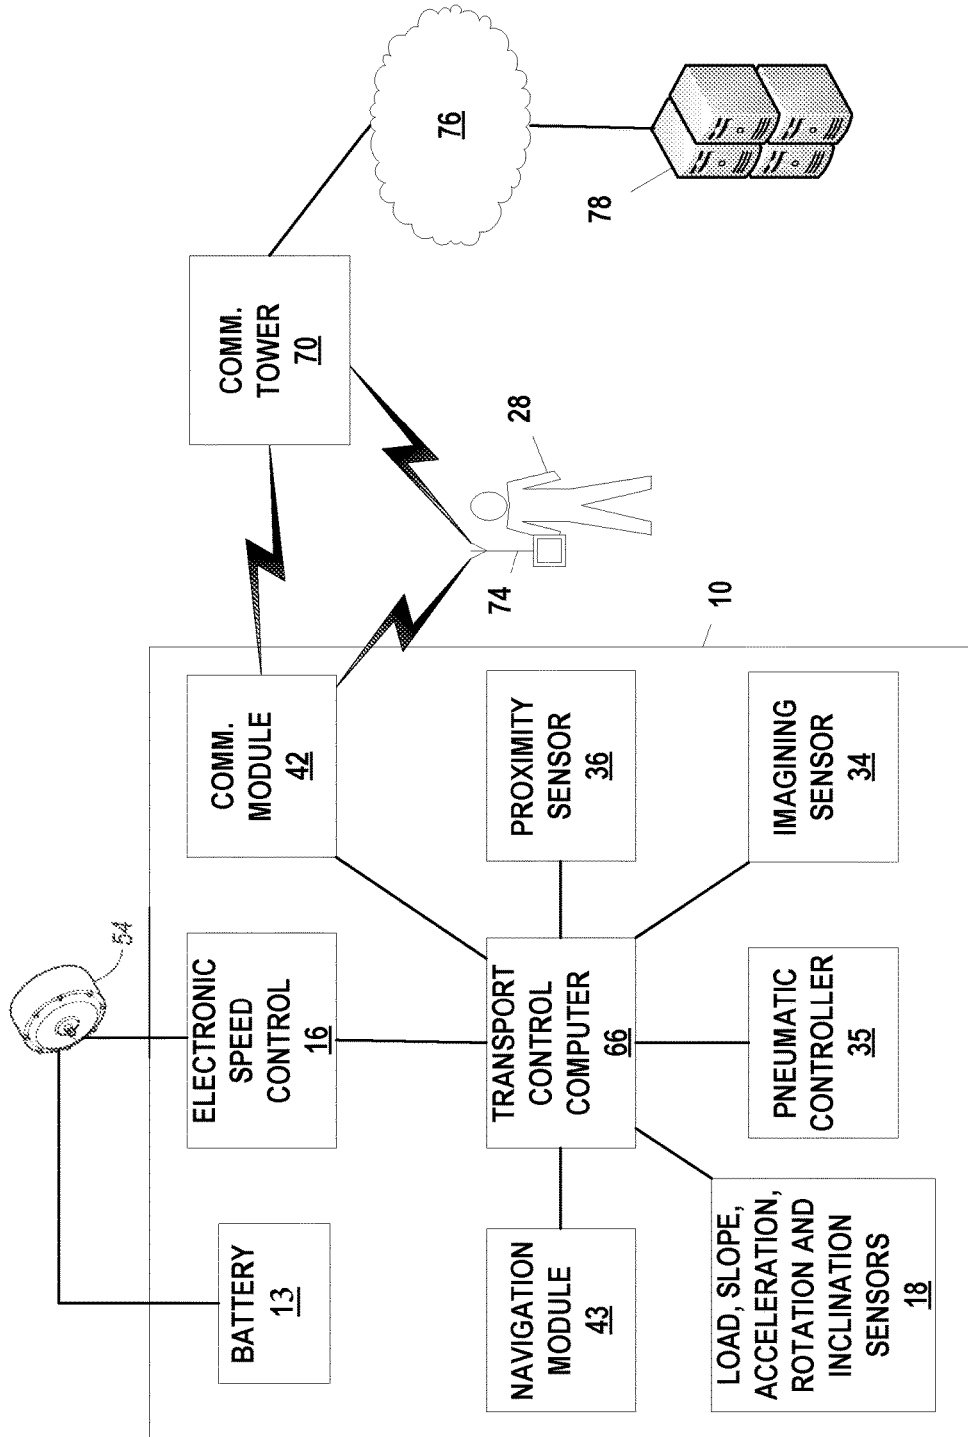 54
BATTERY
13
ELECTRONIC
SPEED
CONTROL
16
COMM.
MODULE
42
COMM.
TOWER
70
76
NAVIGATION
MODULE
43
TRANSPORT
CONTROL
COMPUTER
66
PROXIMITY
SENSOR
36
74
28
78
10
LOAD, SLOPE,
ACCELERATION,
ROTATION AND
INCLINATION
SENSORS
18
PNEUMATIC
CONTROLLER
35
IMAGINING
SENSOR
34